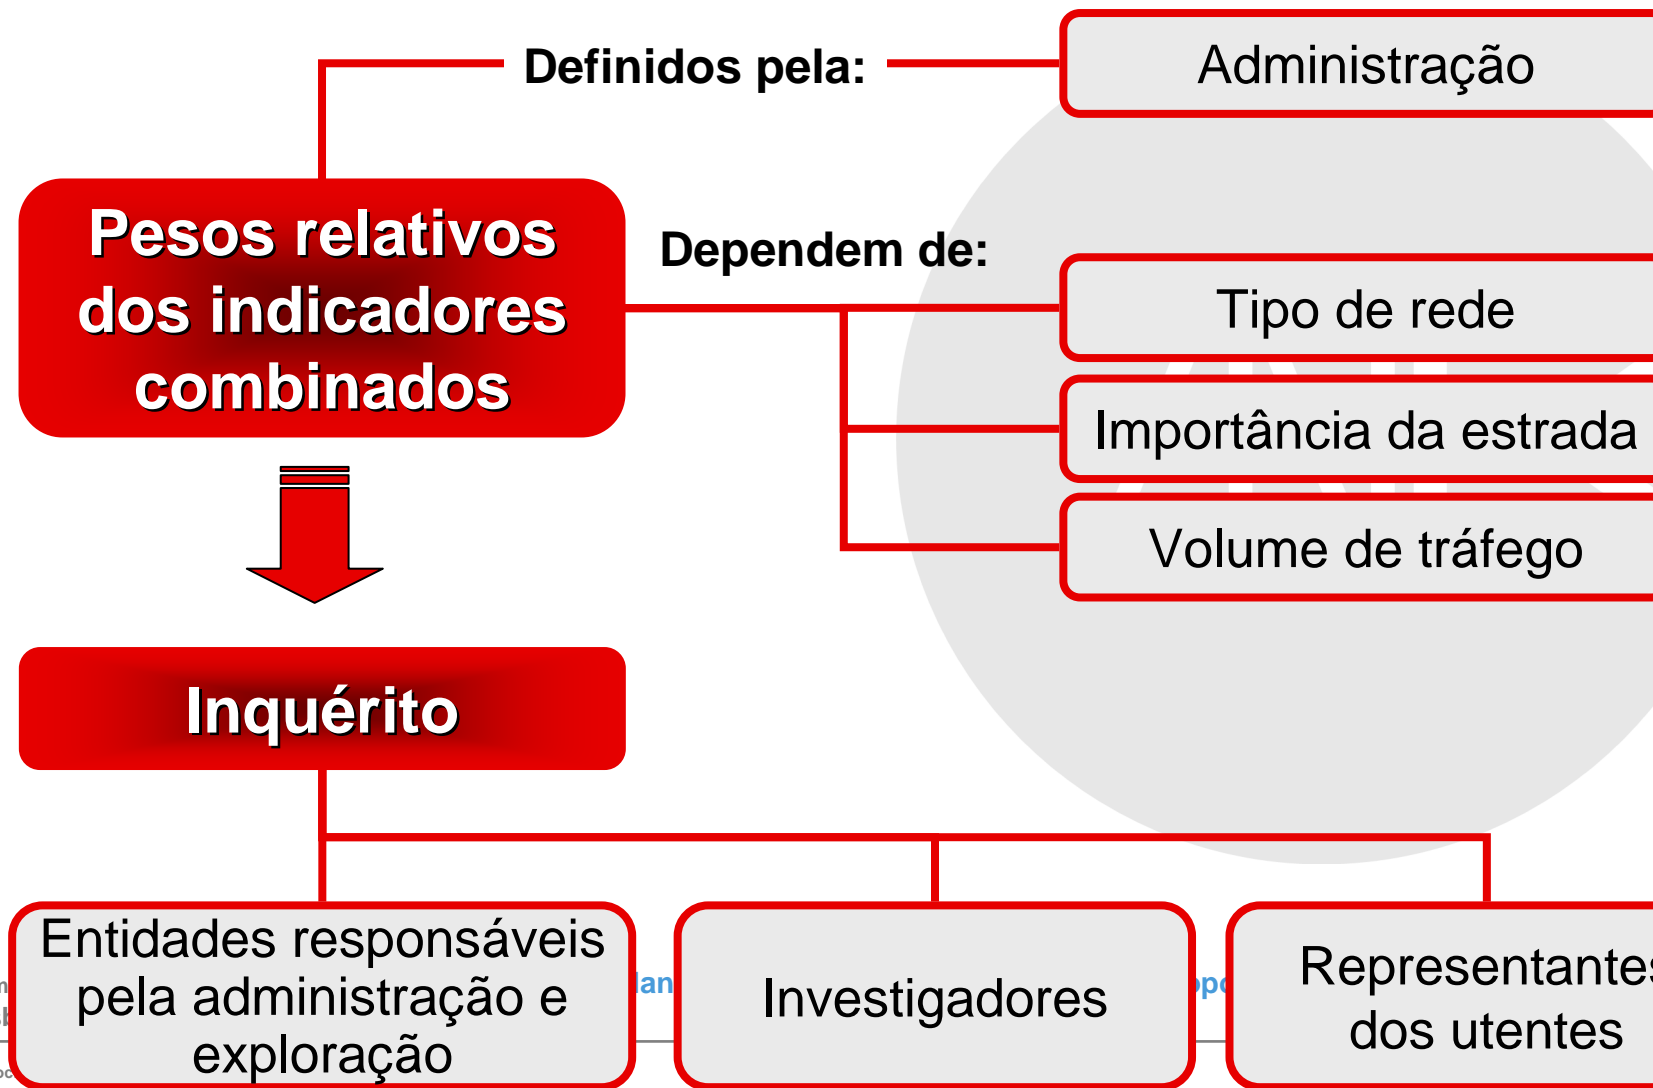 Definidos pela:
Administração
Pesos relativos
dos indicadores
combinados
Dependem de:
Tipo de rede
Importância da estrada
Volume de tráfego
Inquérito
Entidades responsáveis
pela administração e
exploração
Investigadores
Representantes
dos utentes